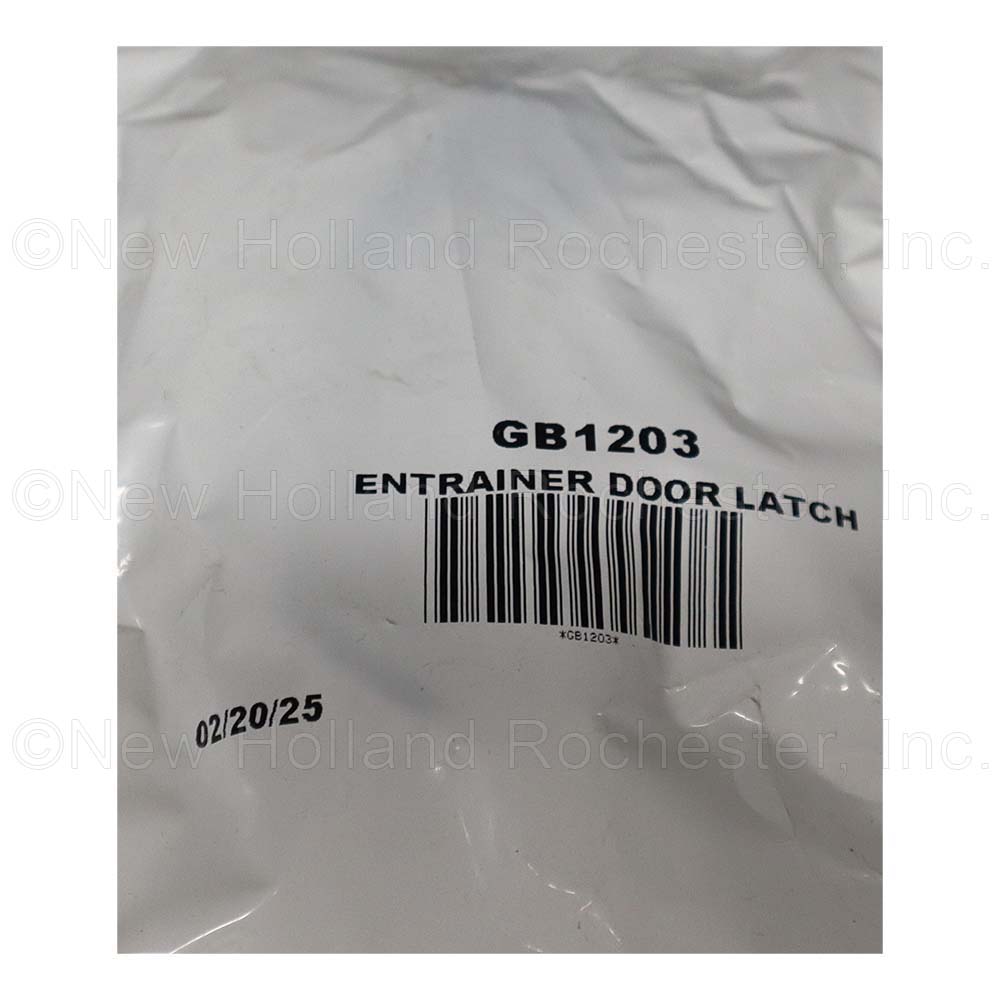 ©New Holland Rochester, Inc.
GB1203
©New Holland Rochester, Inc.
ENTRAINER DOOR LATCH
*GB1203*
02/20/25
©New Holland Rochester, Inc.